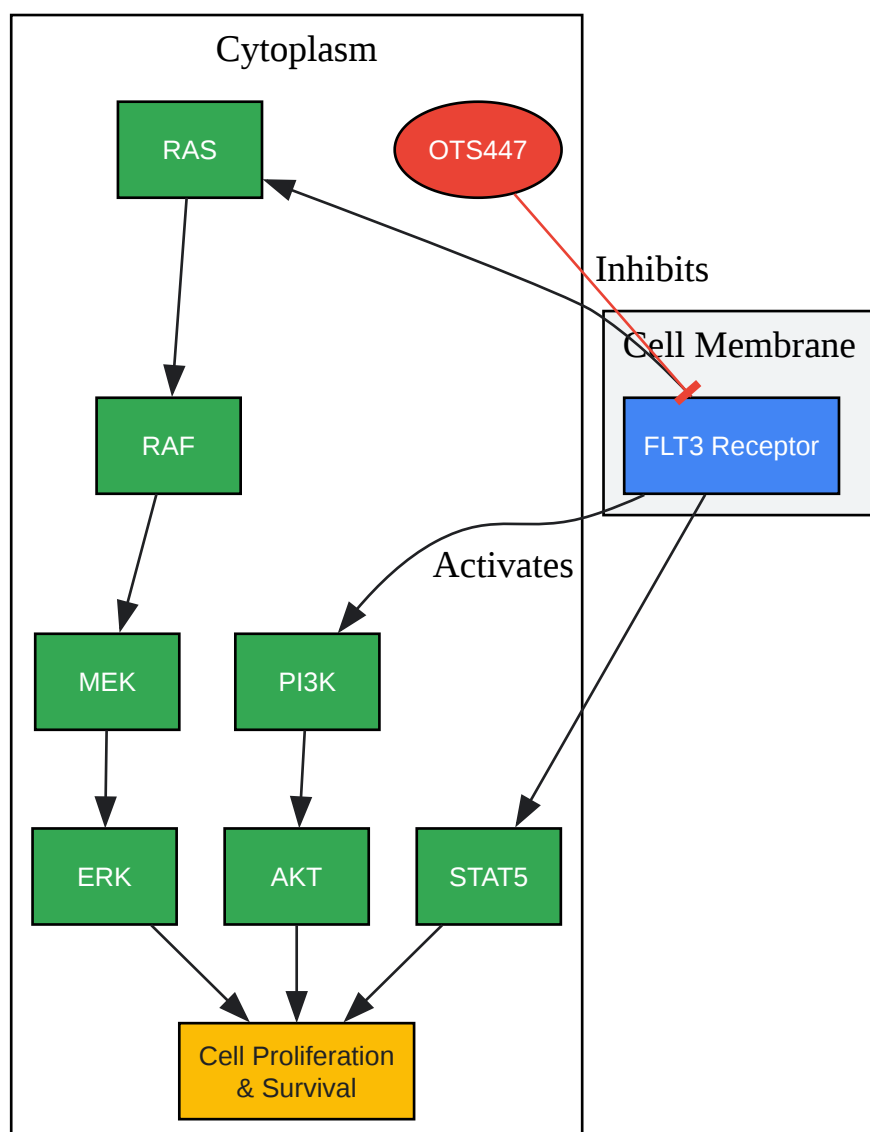 Cytoplasm
RAS
OTS447
Inhibits
Cell Membrane
RAF
FLT3 Receptor
Activates
MEK
PI3K
ERK
AKT
STAT5
Cell Proliferation
& Survival